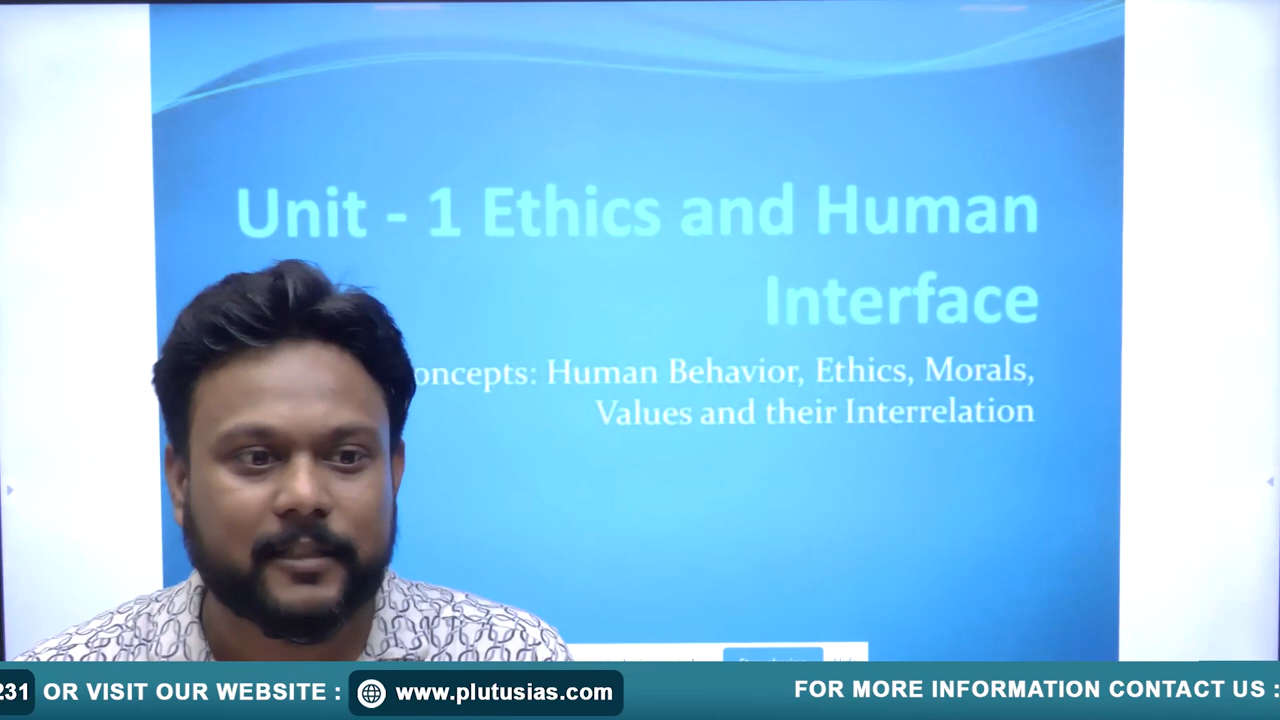 Unit - 1 Ethics and Human
Interface
oncepts: Human Behavior, Ethics, Morals,
Values and their Interrelation
231 OR VISIT OUR WEBSITE : www.plutusias.com FOR MORE INFORMATION CONTACT US :